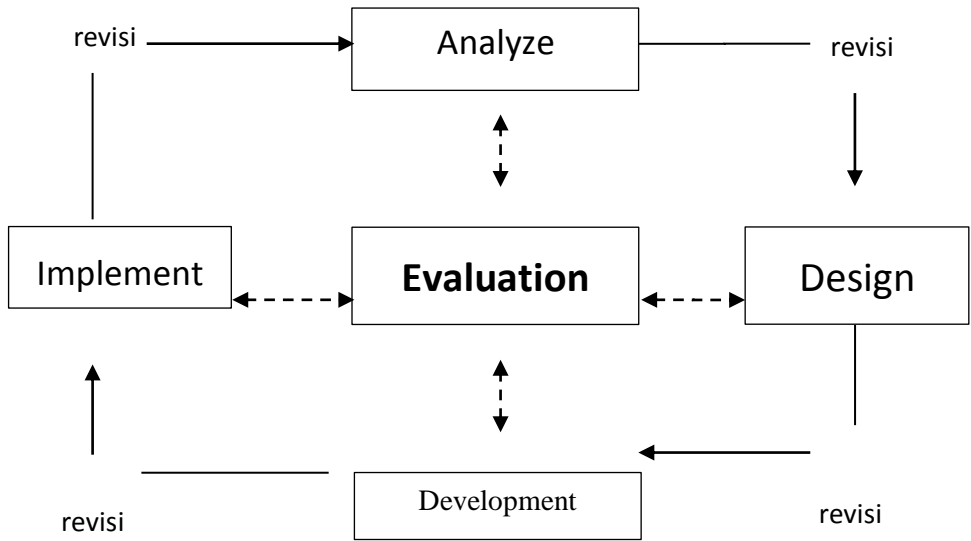 revisi
Analyze
revisi
Implement
Evaluation
Design
Development
revisi
revisi